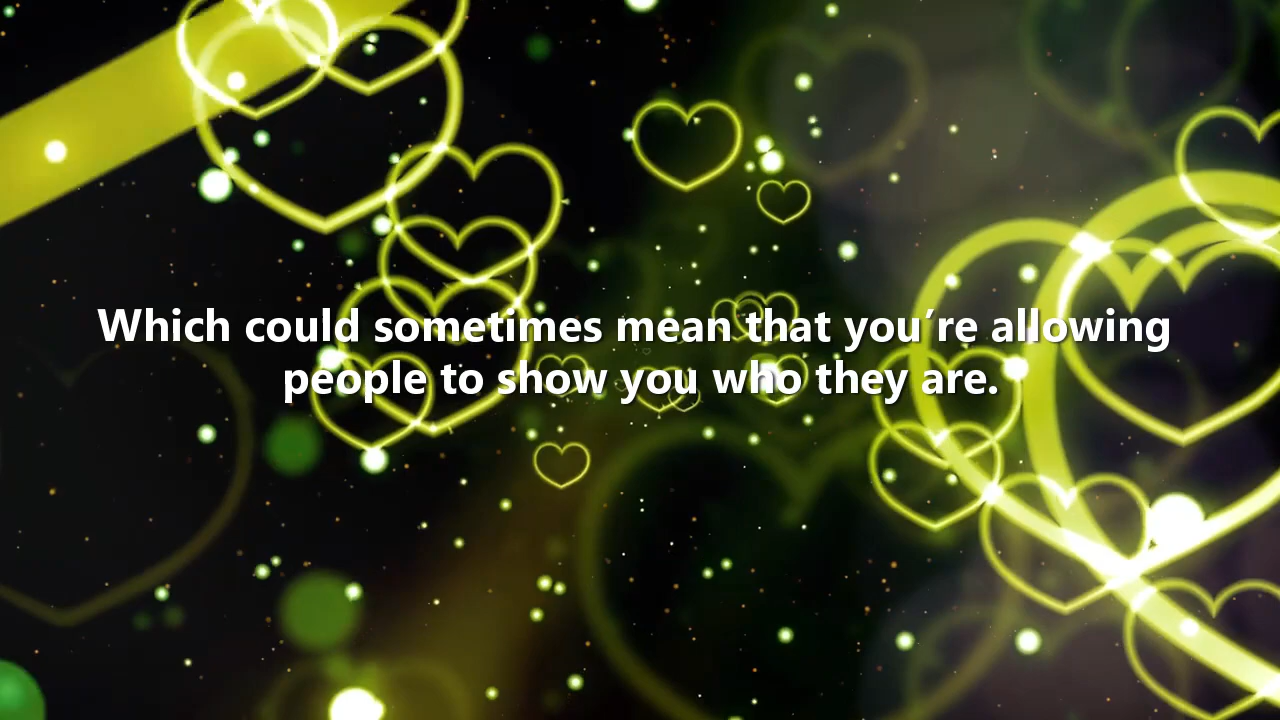 Which could sometimes mean that you’re allowing
people to show you who they are.